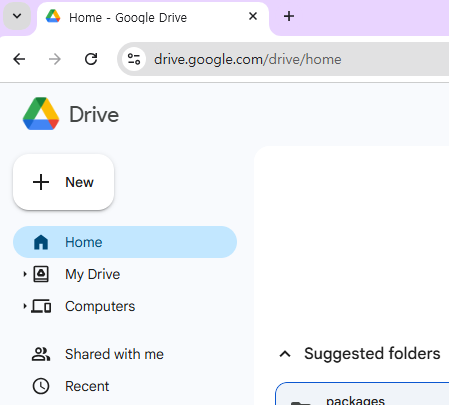 Home - Google Drive
drive.google.com/drive/home
Drive
New
Home
My Drive
Computers
Shared with me
Recent
Suggested folders
packages